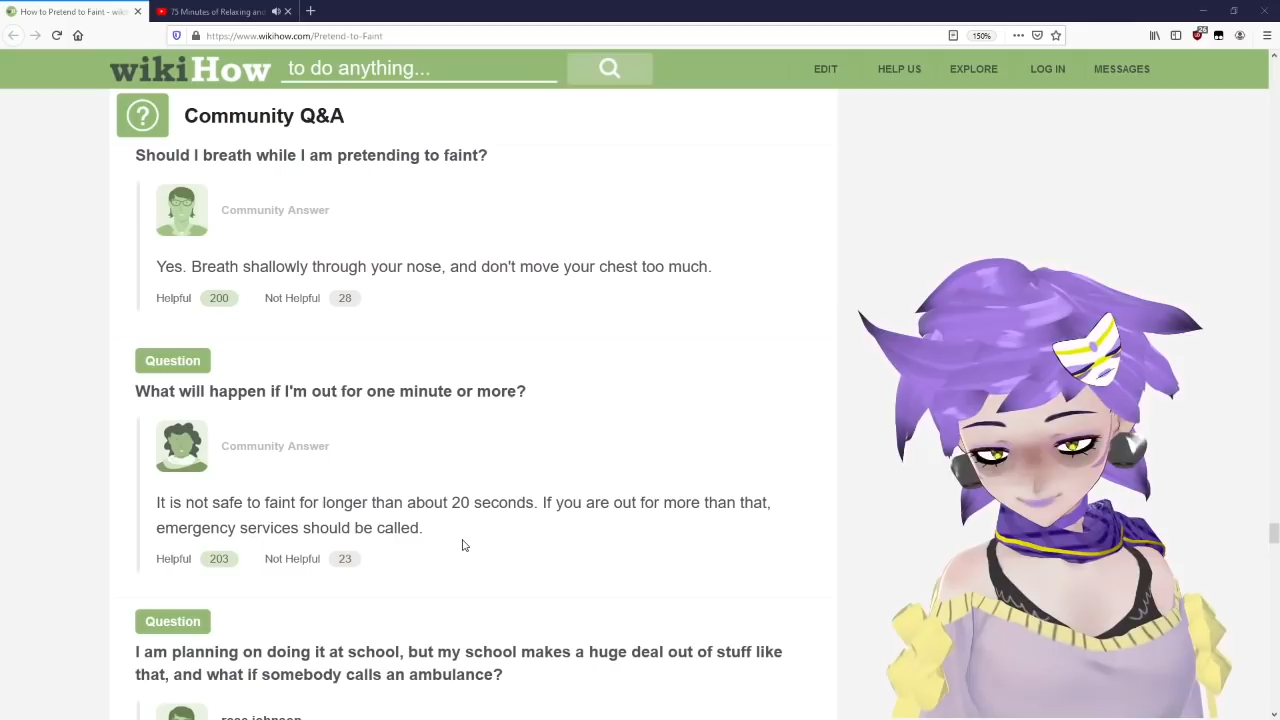 How to Pretend to Faint - wiki
75 Minutes of Relaxing and
https://www.wikihow.com/Pretend-to-Faint
150%
wikiHow
to do anything...
EDIT
HELP US
EXPLORE
LOG IN
MESSAGES
Community Q&A
Should I breath while I am pretending to faint?
Community Answer
Yes. Breath shallowly through your nose, and don't move your chest too much.
Helpful 200 Not Helpful 28
Question
What will happen if I'm out for one minute or more?
Community Answer
It is not safe to faint for longer than about 20 seconds. If you are out for more than that,
emergency services should be called.
Helpful 203 Not Helpful 23
Question
I am planning on doing it at school, but my school makes a huge deal out of stuff like
that, and what if somebody calls an ambulance?